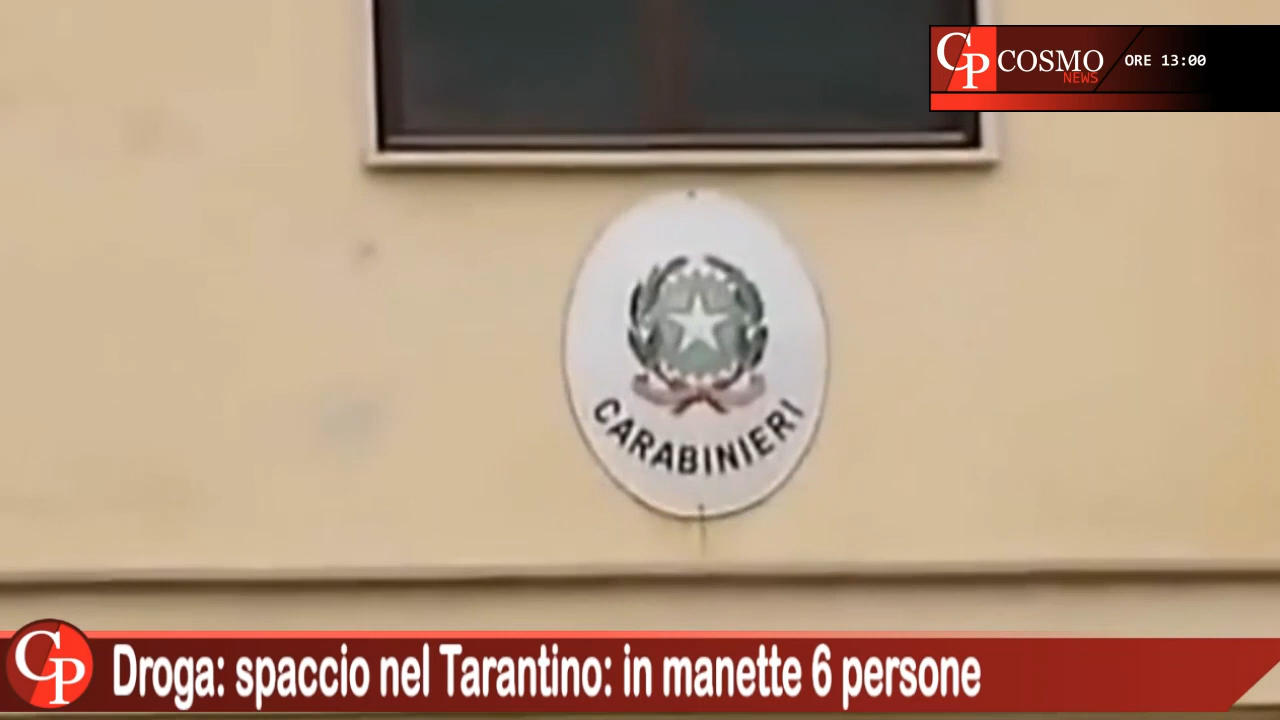 CP COSMO ORE 13:00
NEWS
CARABINIERI
CP Droga: spaccio nel Tarantino: in manette 6 persone